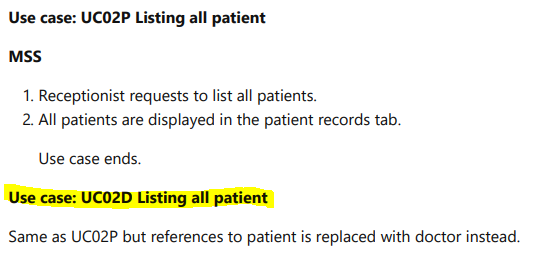 Use case: UC02P Listing all patient
MSS
1. Receptionist requests to list all patients.
2. All patients are displayed in the patient records tab.
Use case ends.
Use case: UC02D Listing all patient
Same as UC02P but references to patient is replaced with doctor instead.